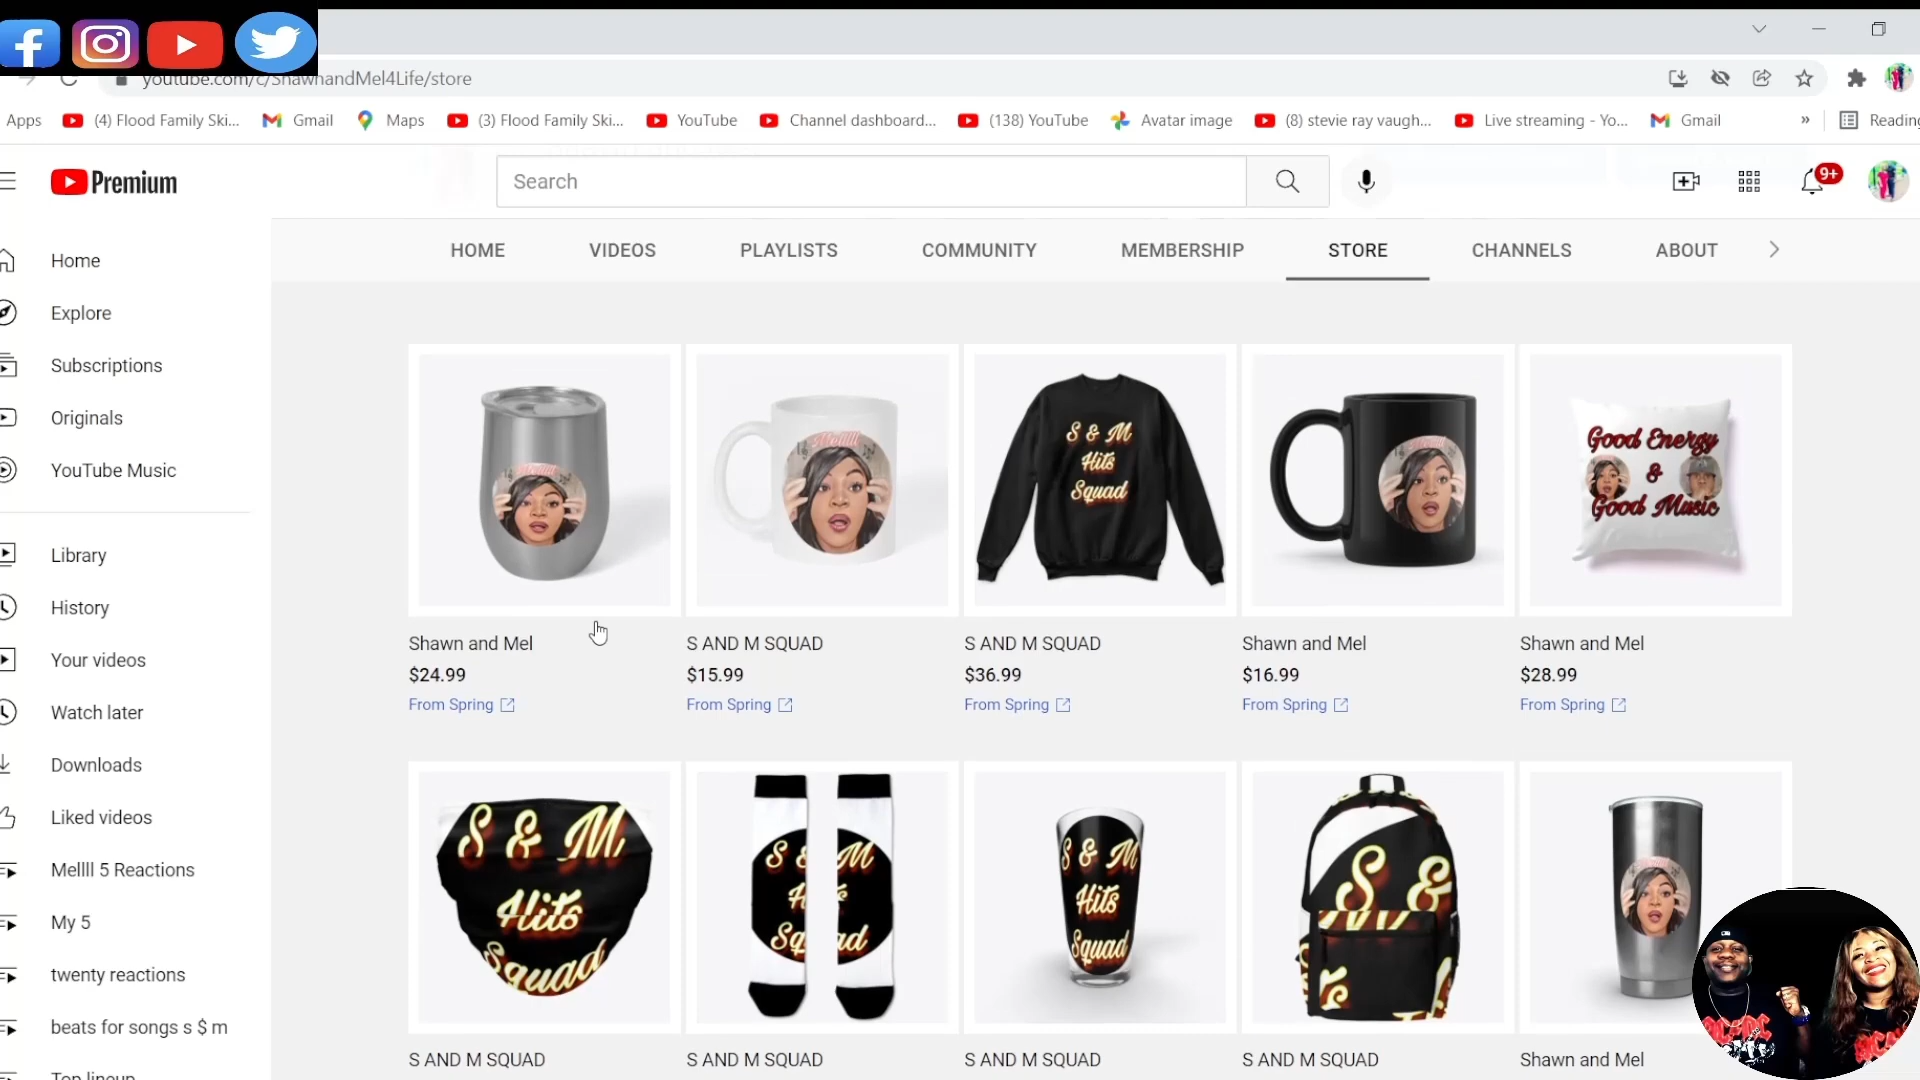 youtube.com/c/ShawnandMel4Life/store
Apps
(4) Flood Family Ski...
Gmail
Maps
(3) Flood Family Ski...
YouTube
Channel dashboard...
(138) YouTube
Avatar image
(8) stevie ray vaugh...
Live streaming - Yo...
Gmail
»
Reading
Premium
Search
9+
HOME
VIDEOS
PLAYLISTS
COMMUNITY
MEMBERSHIP
STORE
CHANNELS
ABOUT
Home
Explore
Subscriptions
Originals
YouTube Music
Library
History
Your videos
Watch later
Downloads
Liked videos
Mellll 5 Reactions
My 5
twenty reactions
beats for songs s $ m
Top lineup
S & M
Hits
Squad
Good Energy
&
Good Music
Shawn and Mel
$24.99
From Spring
S AND M SQUAD
$15.99
From Spring
S AND M SQUAD
$36.99
From Spring
Shawn and Mel
$16.99
From Spring
Shawn and Mel
$28.99
From Spring
S & M
Hits
Squad
S & M
Squad
S & M
Hits
Squad
S &
S AND M SQUAD
S AND M SQUAD
S AND M SQUAD
S AND M SQUAD
Shawn and Mel